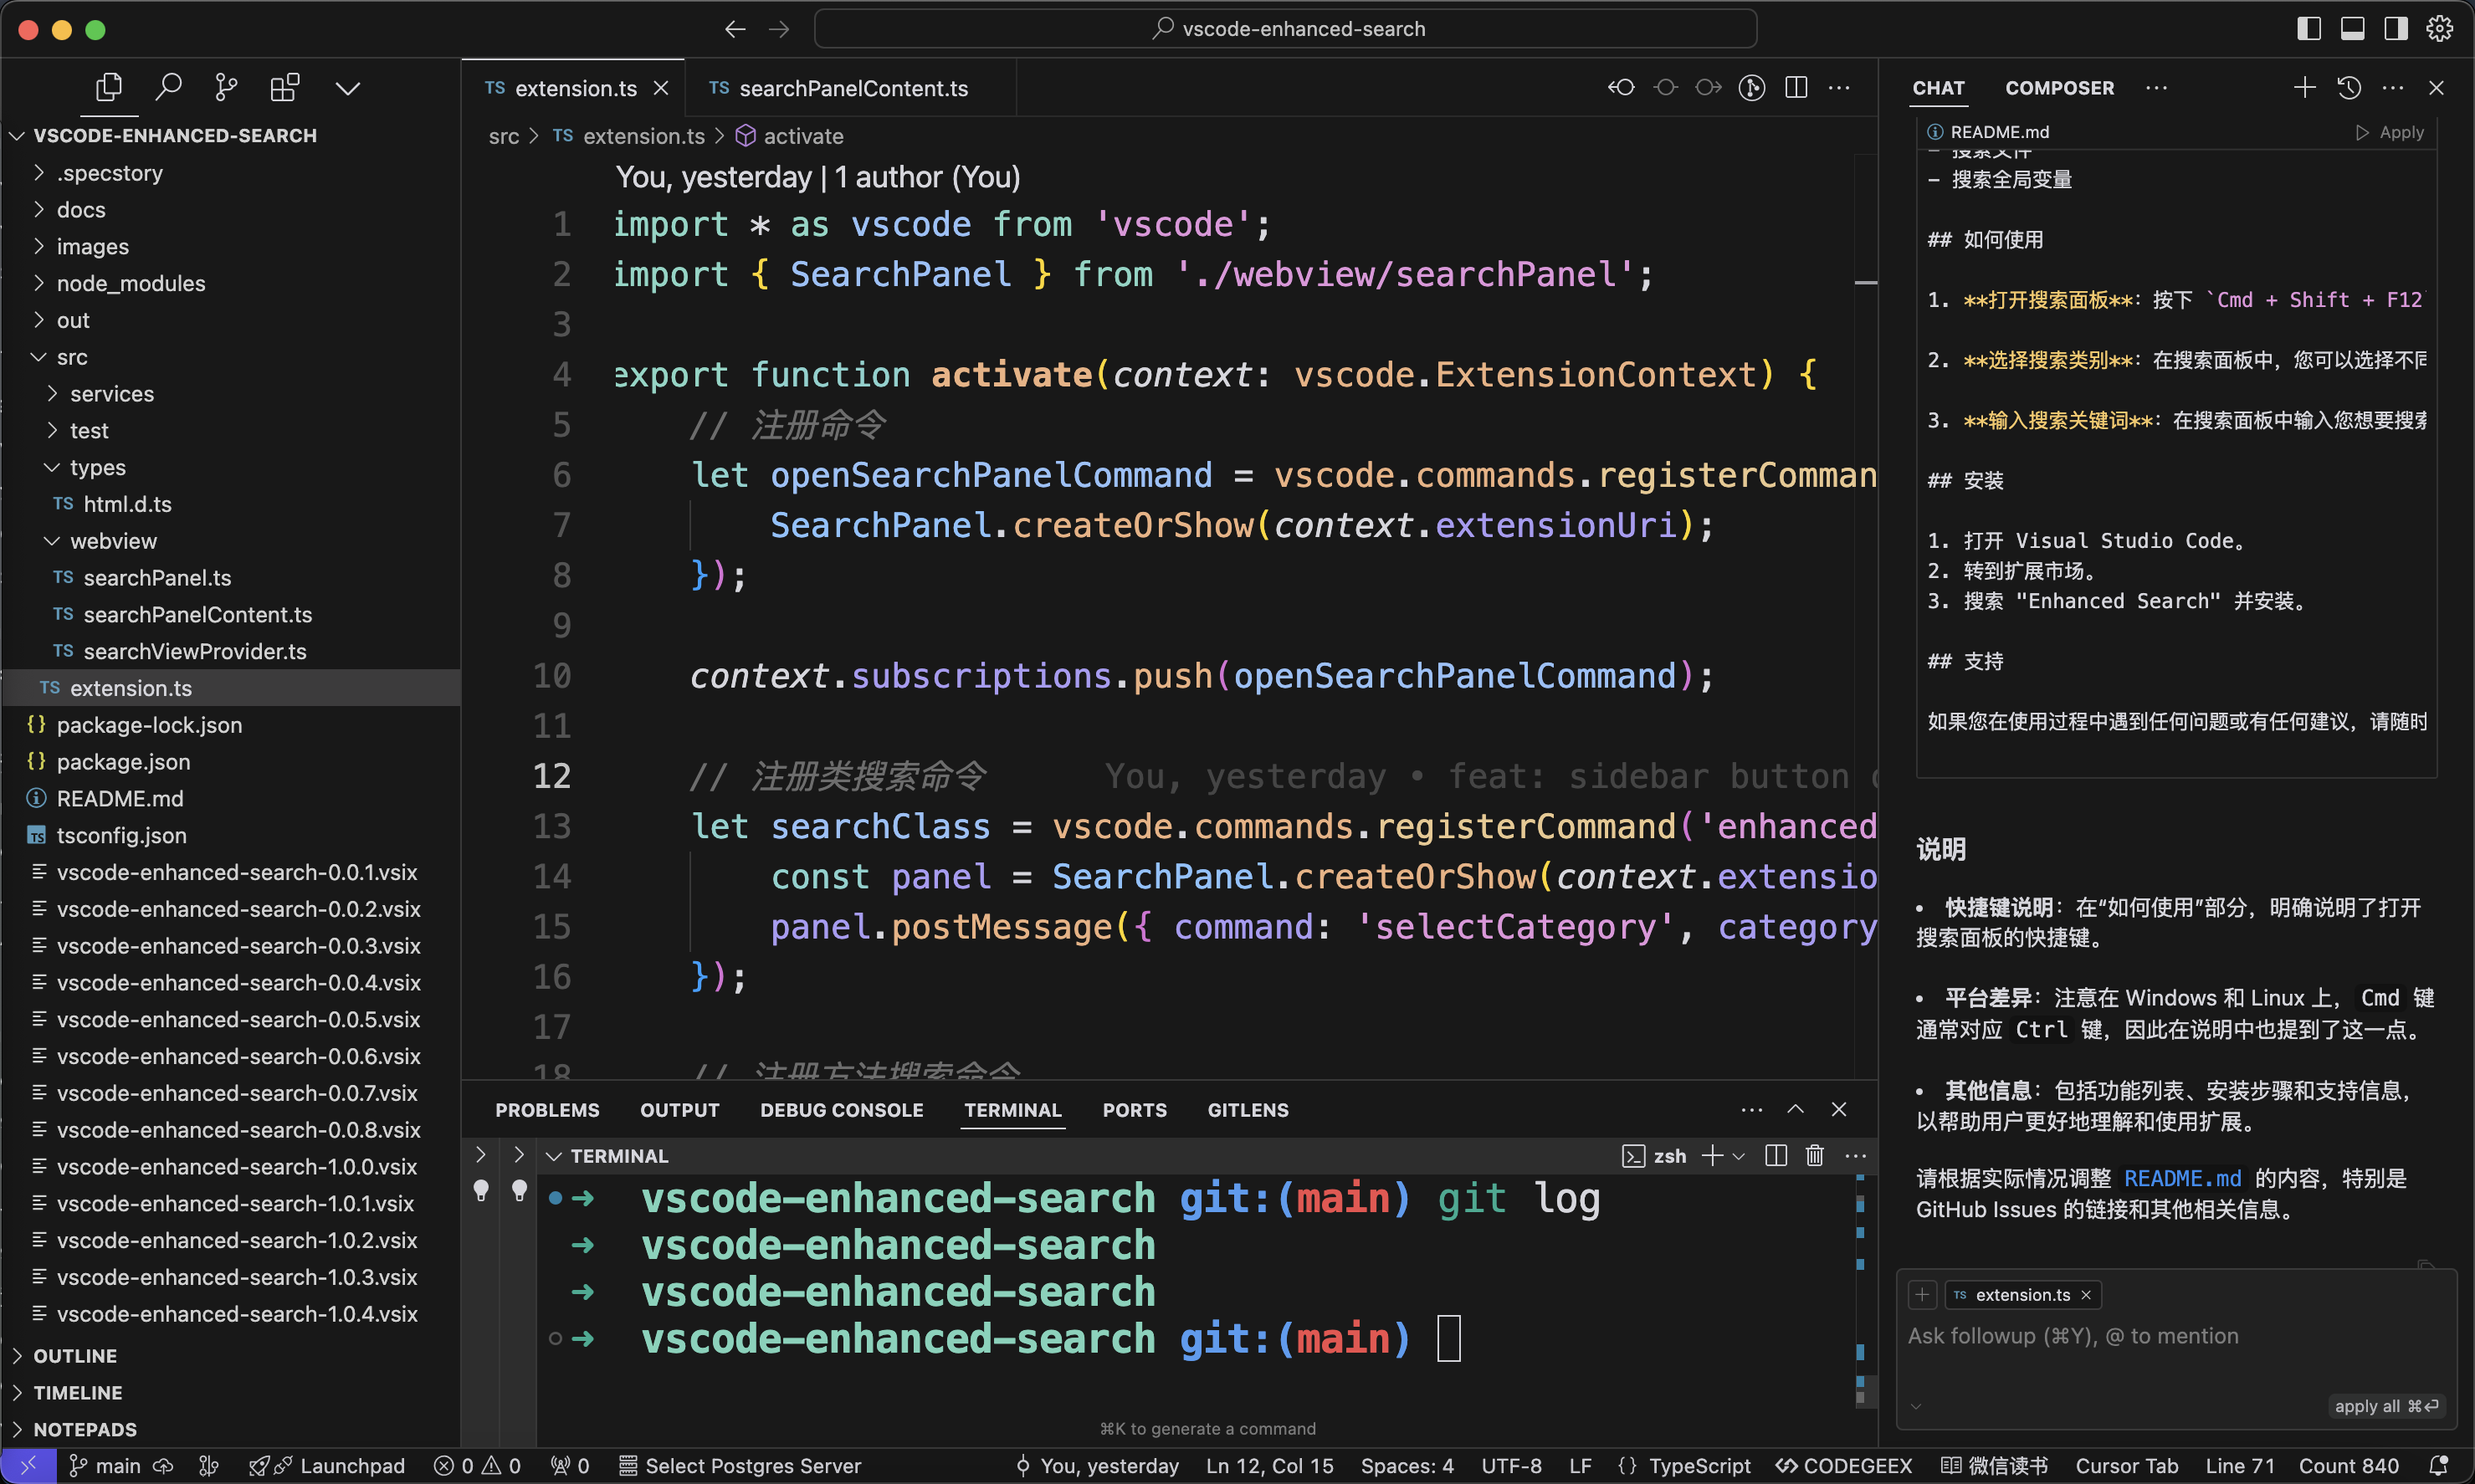 vscode-enhanced-search
VSCODE-ENHANCED-SEARCH
.specstory
docs
images
node_modules
out
src
services
test
types
TS html.d.ts
webview
TS searchPanel.ts
TS searchPanelContent.ts
TS searchViewProvider.ts
TS extension.ts
{} package-lock.json
{} package.json
README.md
TS tsconfig.json
vscode-enhanced-search-0.0.1.vsix
vscode-enhanced-search-0.0.2.vsix
vscode-enhanced-search-0.0.3.vsix
vscode-enhanced-search-0.0.4.vsix
vscode-enhanced-search-0.0.5.vsix
vscode-enhanced-search-0.0.6.vsix
vscode-enhanced-search-0.0.7.vsix
vscode-enhanced-search-0.0.8.vsix
vscode-enhanced-search-1.0.0.vsix
vscode-enhanced-search-1.0.1.vsix
vscode-enhanced-search-1.0.2.vsix
vscode-enhanced-search-1.0.3.vsix
vscode-enhanced-search-1.0.4.vsix
OUTLINE
TIMELINE
NOTEPADS
TS extension.ts TS searchPanelContent.ts
src > TS extension.ts > activate
You, yesterday | 1 author (You)
1 import * as vscode from 'vscode';
2 import { SearchPanel } from './webview/searchPanel';
3
4 export function activate(context: vscode.ExtensionContext) {
5 // 注册命令
6 let openSearchPanelCommand = vscode.commands.registerComman
7 SearchPanel.createOrShow(context.extensionUri);
8 });
9
10 context.subscriptions.push(openSearchPanelCommand);
11
12 // 注册类搜索命令 You, yesterday • feat: sidebar button
13 let searchClass = vscode.commands.registerCommand('enhanced
14 const panel = SearchPanel.createOrShow(context.extensio
15 panel.postMessage({ command: 'selectCategory', category
16 });
17
18 // 注册方法搜索命令
PROBLEMS OUTPUT DEBUG CONSOLE TERMINAL PORTS GITLENS
TERMINAL zsh
➜ vscode-enhanced-search git:(main) git log
➜ vscode-enhanced-search
➜ vscode-enhanced-search
➜ vscode-enhanced-search git:(main)
⌘K to generate a command
CHAT COMPOSER
README.md Apply
- 搜索文件
- 搜索全局变量
## 如何使用
1. **打开搜索面板**：按下 `Cmd + Shift + F12`
2. **选择搜索类别**：在搜索面板中，您可以选择不同
3. **输入搜索关键词**：在搜索面板中输入您想要搜索
## 安装
1. 打开 Visual Studio Code。
2. 转到扩展市场。
3. 搜索 "Enhanced Search" 并安装。
## 支持
如果您在使用过程中遇到任何问题或有任何建议，请随时
说明
• 快捷键说明：在“如何使用”部分，明确说明了打开
搜索面板的快捷键。
• 平台差异：注意在 Windows 和 Linux 上， Cmd 键
通常对应 Ctrl 键，因此在说明中也提到了这一点。
• 其他信息：包括功能列表、安装步骤和支持信息，
以帮助用户更好地理解和使用扩展。
请根据实际情况调整 README.md 的内容，特别是
GitHub Issues 的链接和其他相关信息。
TS extension.ts
Ask followup (⌘Y), @ to mention
apply all ⌘⏎
main Launchpad 0 0 0 Select Postgres Server You, yesterday Ln 12, Col 15 Spaces: 4 UTF-8 LF {} TypeScript CODEGEEX 微信读书 Cursor Tab Line 71 Count 840